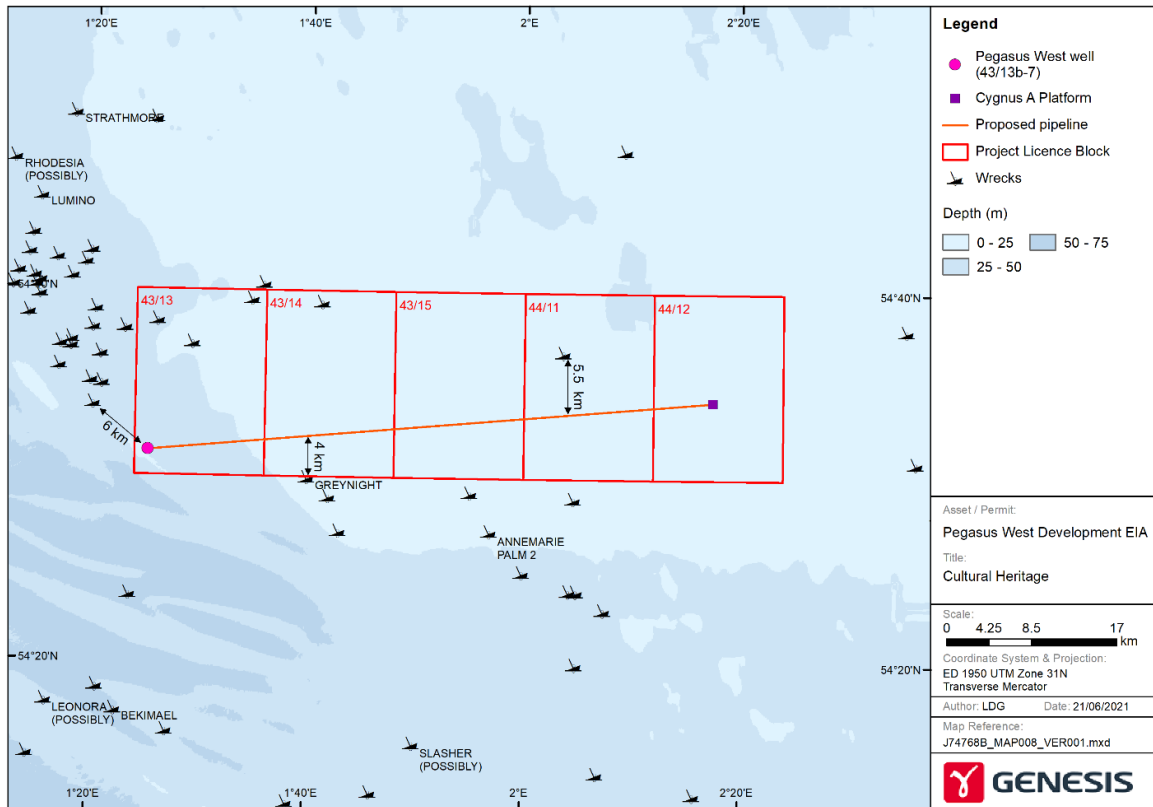 1°20'E
1°40'E
2°E
2°20'E
STRATHMORE
RHODESIA
(POSSIBLY)
LUMINO
54°40'N
54°40'N
43/13
43/14
43/15
44/11
44/12
5.5 km
6 km
4 km
GREYNIGHT
ANNEMARIE
PALM 2
54°20'N
54°20'N
LEONORA
(POSSIBLY)
BEKIMAEL
SLASHER
(POSSIBLY)
1°20'E
1°40'E
2°E
2°20'E
Legend
Pegasus West well
(43/13b-7)
Cygnus A Platform
Proposed pipeline
Project Licence Block
Wrecks
Depth (m)
0 - 25
50 - 75
25 - 50
Asset / Permit:
Pegasus West Development EIA
Title:
Cultural Heritage
Scale:
0 4.25 8.5 17
km
Coordinate System & Projection:
ED 1950 UTM Zone 31N
Transverse Mercator
Author: LDG Date: 21/06/2021
Map Reference:
J74768B_MAP008_VER001.mxd
GENESIS